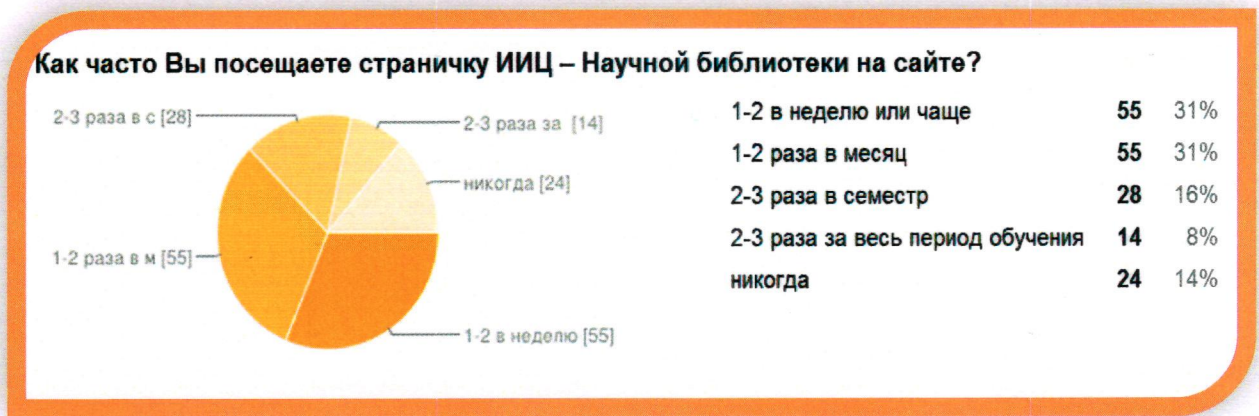 Как часто Вы посещаете страничку ИИЦ – Научной библиотеки на сайте?
2-3 раза в с [28]
2-3 раза за [14]
никогда [24]
1-2 раза в м [55]
1-2 в неделю [55]
1-2 в неделю или чаще 55 31%
1-2 раза в месяц 55 31%
2-3 раза в семестр 28 16%
2-3 раза за весь период обучения 14 8%
никогда 24 14%